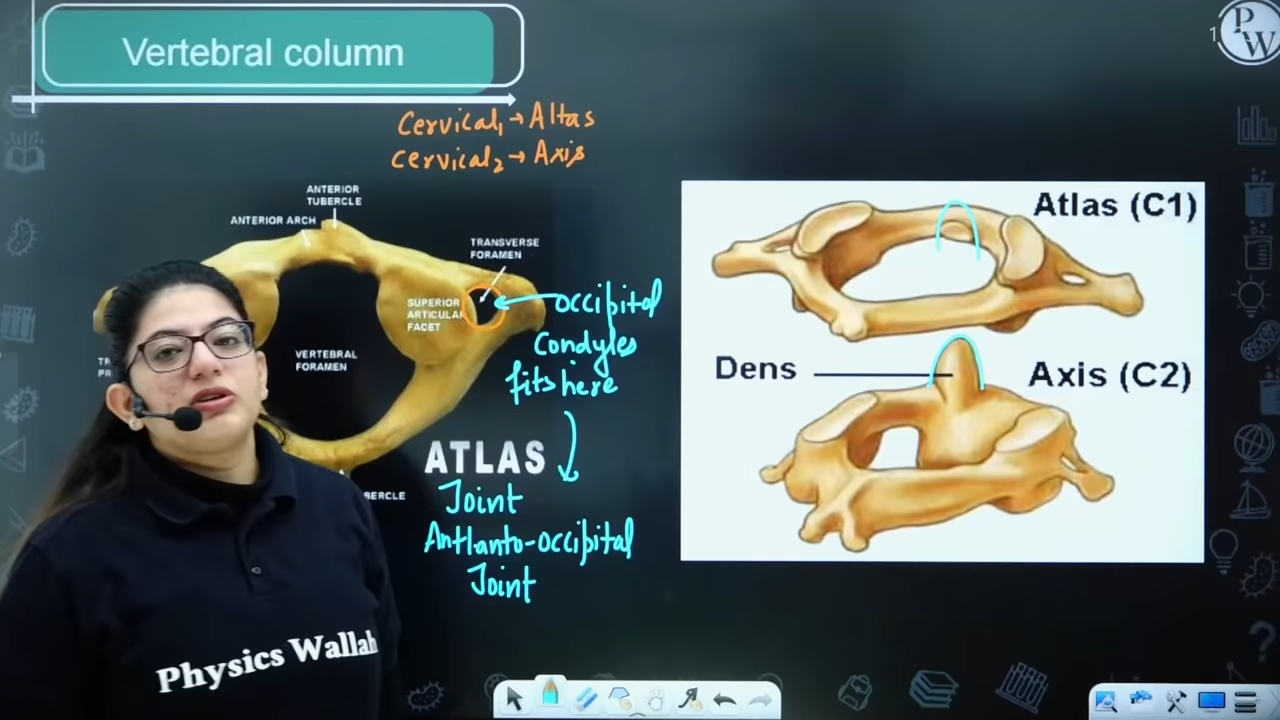 Vertebral column
PW
Cervical1 → Altas
Cervical2 → Axis
ANTERIOR
TUBERCLE
ANTERIOR ARCH
TRANSVERSE
FORAMEN
SUPERIOR
ARTICULAR
FACET
VERTEBRAL
FORAMEN
occipital
Condyles
fits here
ATLAS
Joint
Antlanto-occipital
Joint
Atlas (C1)
Dens
Axis (C2)
Physics Wallah